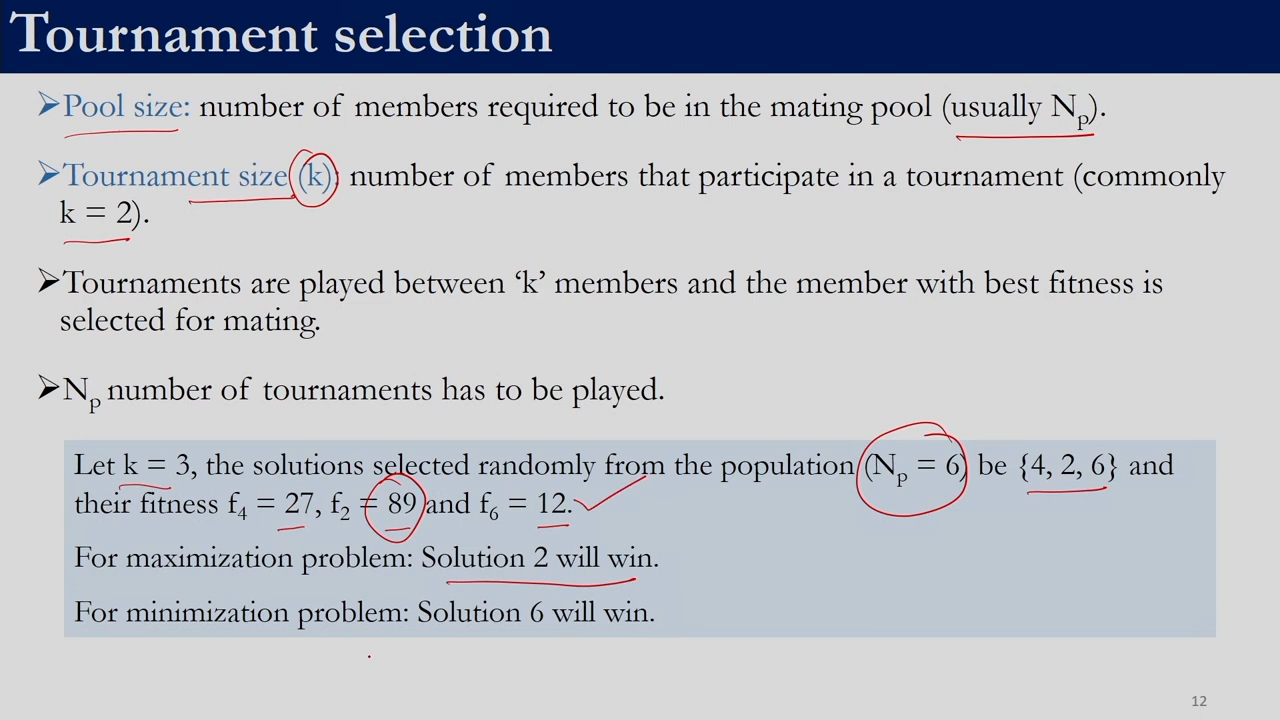 Tournament selection
➢Pool size: number of members required to be in the mating pool (usually Nₚ).
➢Tournament size (k): number of members that participate in a tournament (commonly
k = 2).
➢Tournaments are played between ‘k’ members and the member with best fitness is
selected for mating.
➢Nₚ number of tournaments has to be played.
Let k = 3, the solutions selected randomly from the population (Nₚ = 6) be {4, 2, 6} and
their fitness f₄ = 27, f₂ = 89 and f₆ = 12.
For maximization problem: Solution 2 will win.
For minimization problem: Solution 6 will win.
12